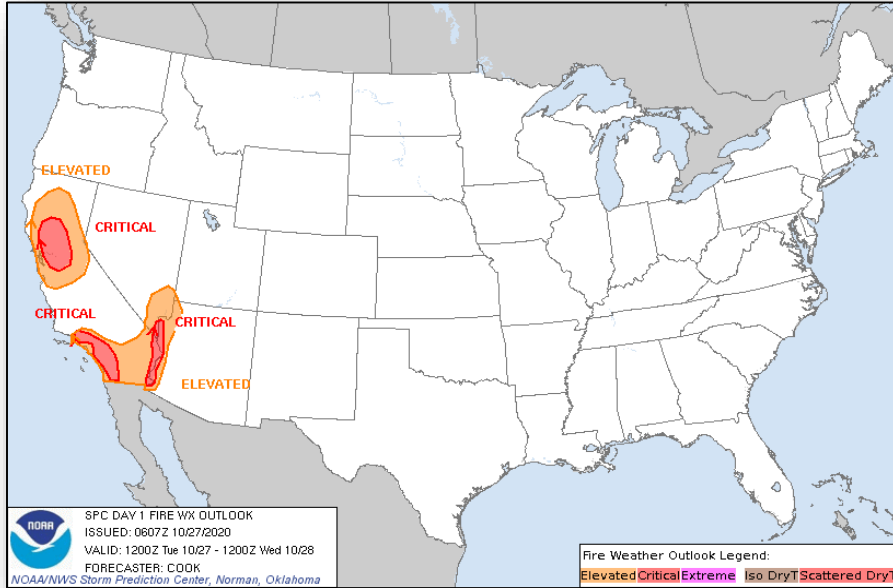 ELEVATED
CRITICAL
CRITICAL
CRITICAL
ELEVATED
NOAA
SPC DAY 1 FIRE WX OUTLOOK
ISSUED: 0607Z 10/27/2020
VALID: 1200Z Tue 10/27 - 1200Z Wed 10/28
FORECASTER: COOK
NOAA/NWS Storm Prediction Center, Norman, Oklahoma
Fire Weather Outlook Legend:
Elevated Critical Extreme Iso DryT Scattered DryT